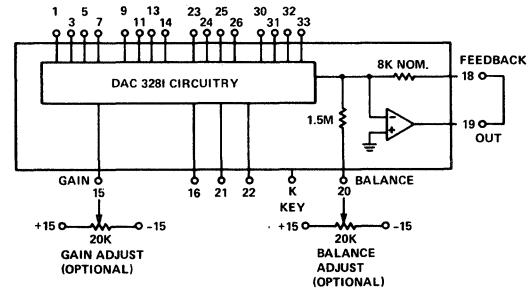 1 3 5 7 9 11 13 14 23 24 25 26 30 31 32 33
DAC 328I CIRCUITRY
8K NOM.
FEEDBACK
18
1.5M
19
OUT
GAIN
15
16
21
22
K
KEY
20
BALANCE
+15
-15
20K
GAIN ADJUST
(OPTIONAL)
+15
-15
20K
BALANCE
ADJUST
(OPTIONAL)